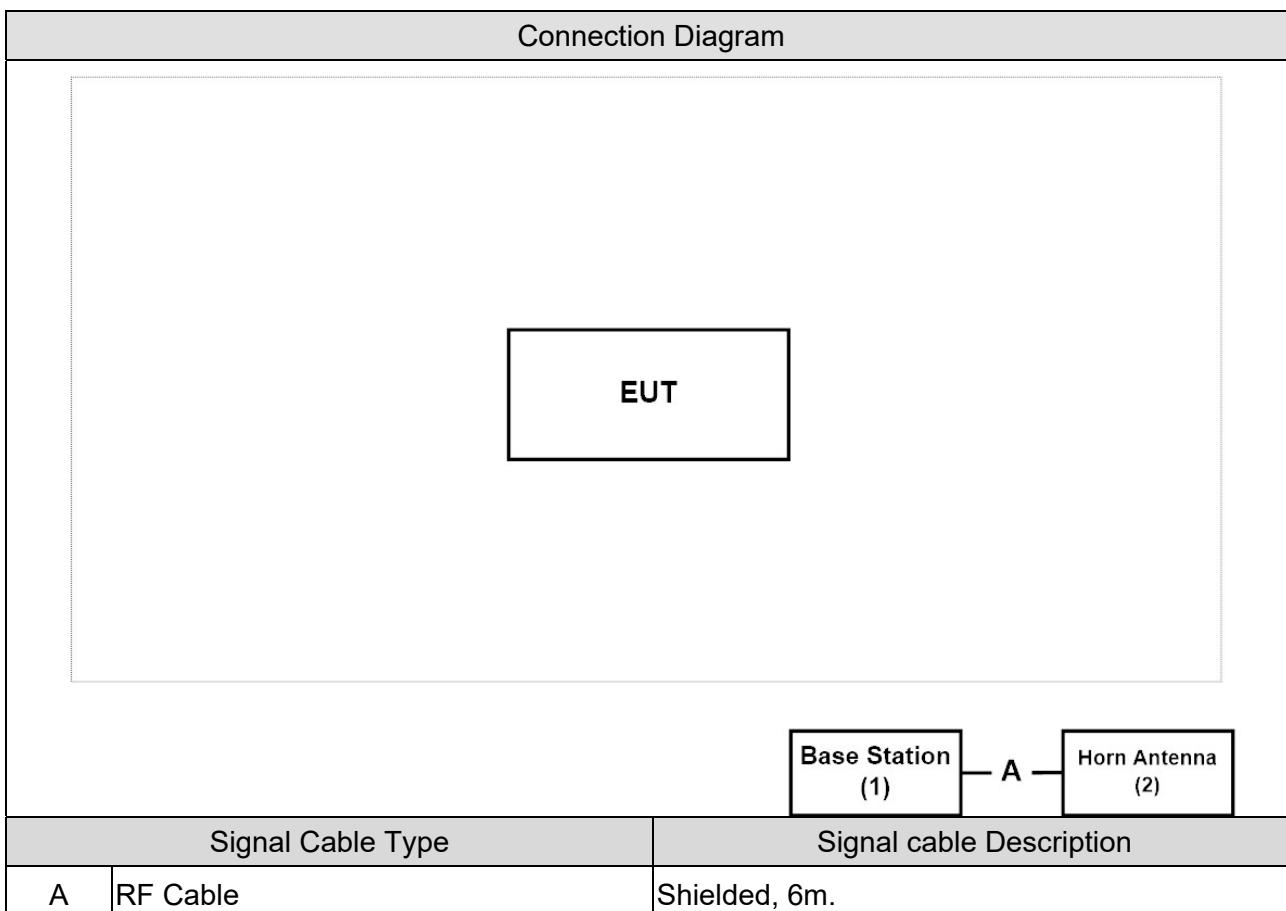 Connection Diagram
EUT
Base Station
(1)
A
Horn Antenna
(2)
Signal Cable Type
Signal cable Description
A
RF Cable
Shielded, 6m.